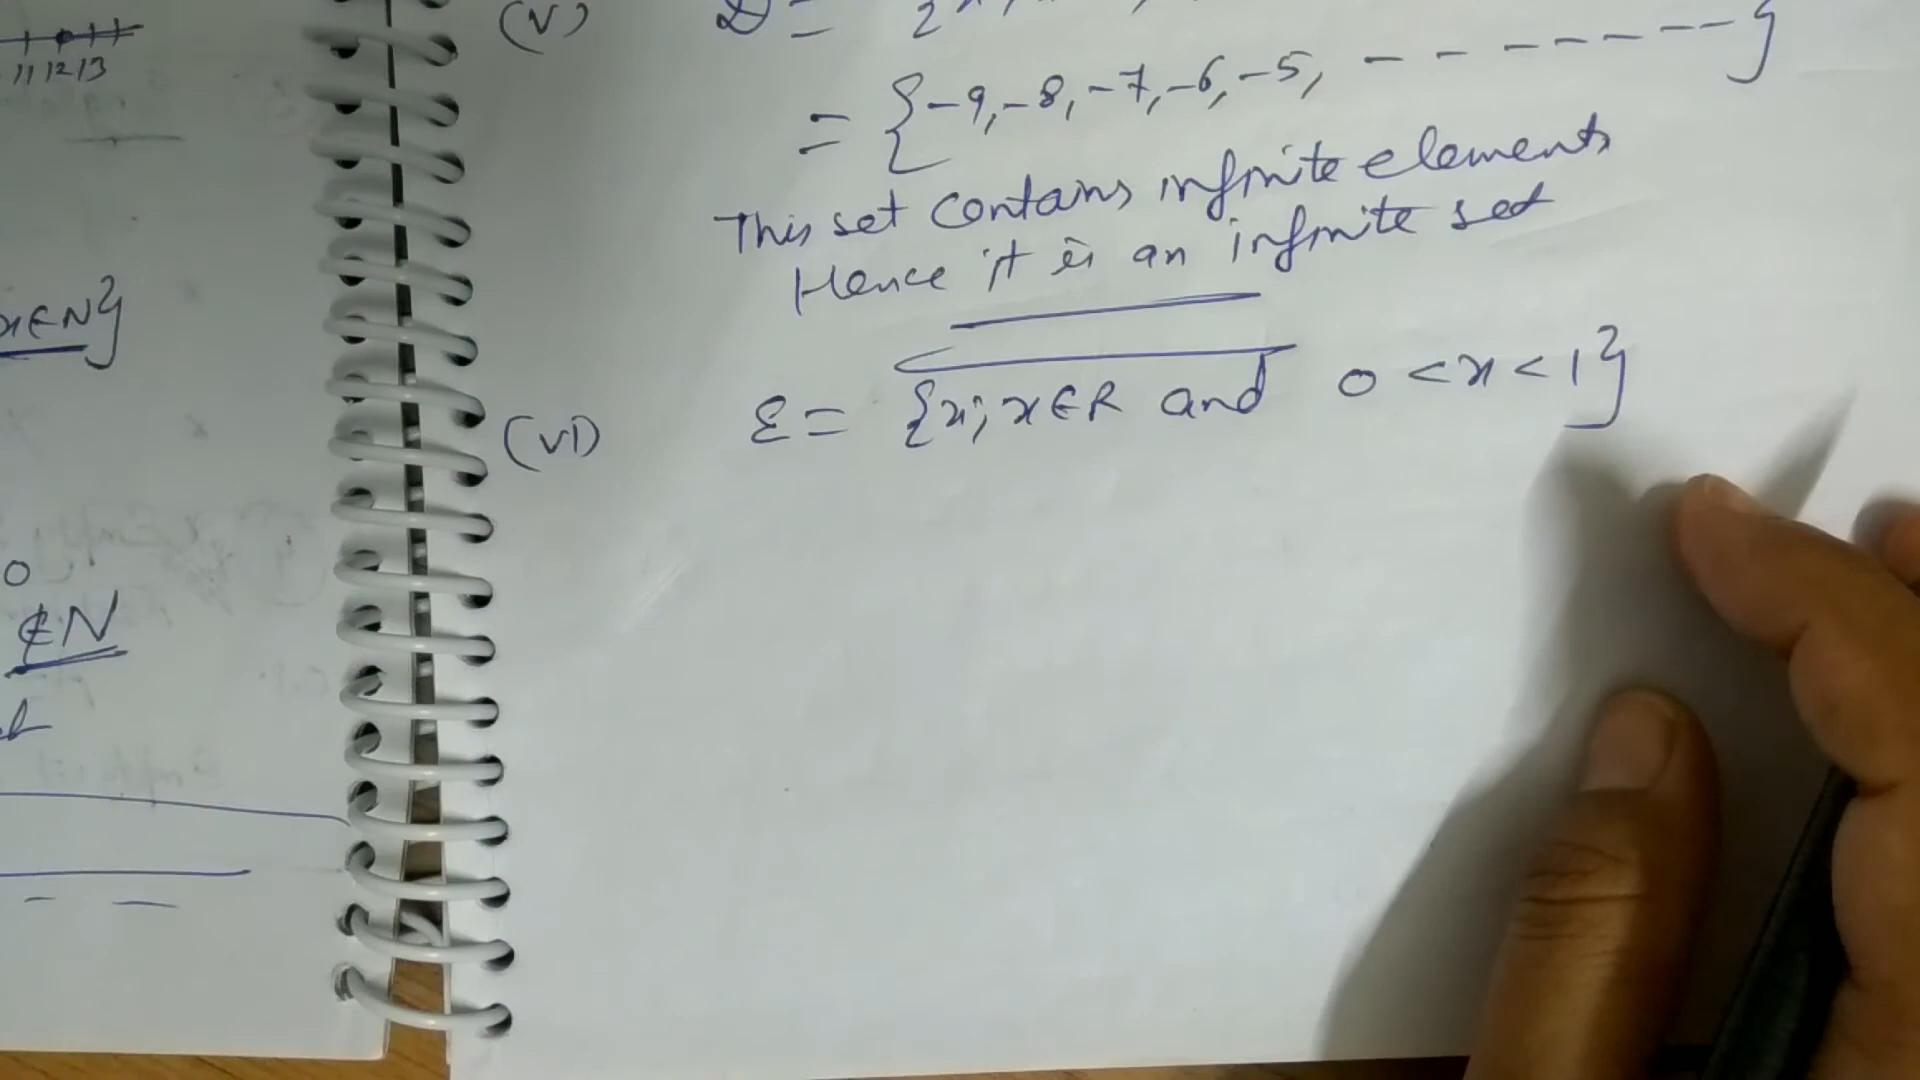 11 12 13
x∈N}
0
∉N
(v) D =
= {-9, -8, -7, -6, -5, - - - - - - - - }
This set contains infinite elements
Hence it is an infinite set
(vi) E = {x; x∈R and 0 < x < 1}